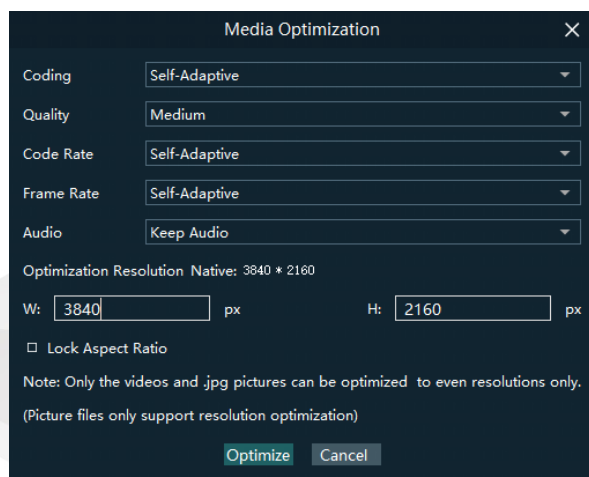 Media Optimization
Coding Self-Adaptive
Quality Medium
Code Rate Self-Adaptive
Frame Rate Self-Adaptive
Audio Keep Audio
Optimization Resolution Native: 3840 * 2160
W: 3840 px H: 2160 px
Lock Aspect Ratio
Note: Only the videos and .jpg pictures can be optimized to even resolutions only.
(Picture files only support resolution optimization)
Optimize Cancel